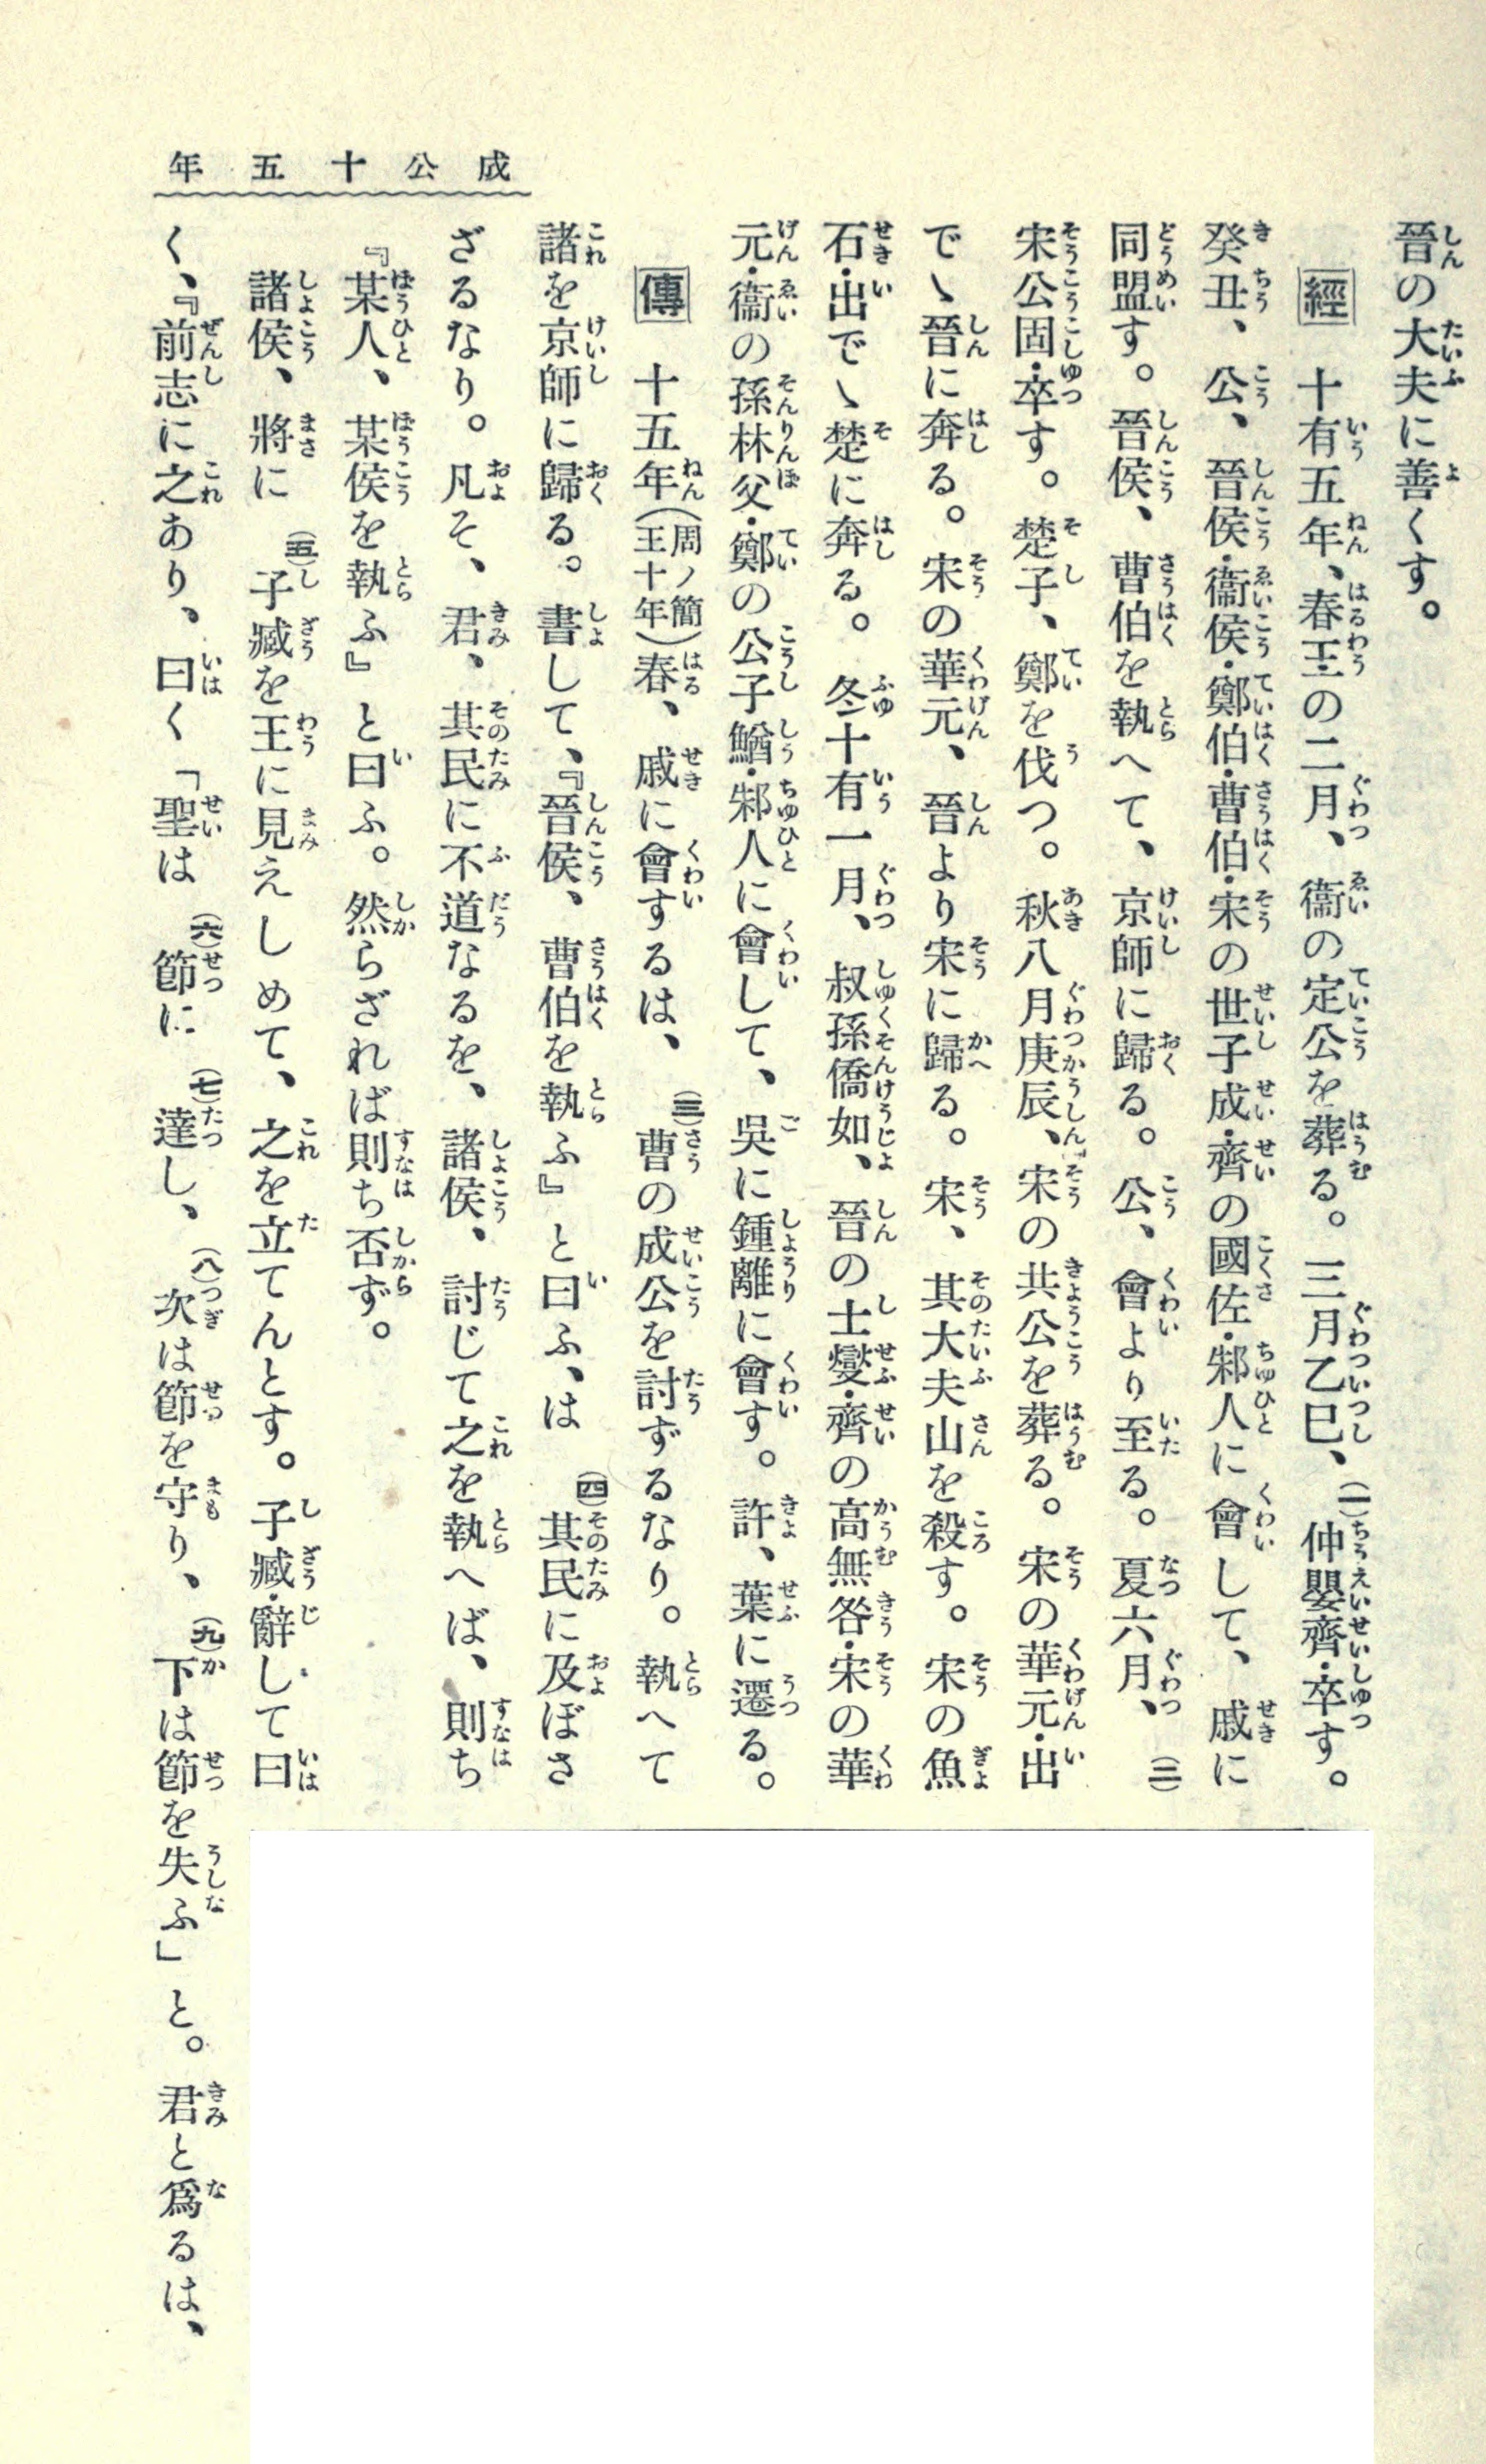 成公十五年
晉の大夫に善くす。
經　十有五年、春王の二月、衞の定公を葬る。三月乙巳、(一)仲嬰齊・卒す。
癸丑、公、晉侯・衞侯・鄭伯・曹伯・宋の世子成・齊の國佐・邾人に會して、戚に
同盟す。晉侯、曹伯を執へて、京師に歸る。公、會より至る。夏六月、(二)
宋公固・卒す。楚子、鄭を伐つ。秋八月庚辰、宋の共公を葬る。宋の華元・出
でゝ晉に奔る。宋の華元、晉より宋に歸る。宋、其大夫山を殺す。宋の魚
石・出でゝ楚に奔る。冬十有一月、叔孫僑如、晉の士燮・齊の高無咎・宋の華
元・衞の孫林父・鄭の公子鰌・邾人に會して、吳に鍾離に會す。許、葉に遷る。
傳　十五年(周ノ簡王十年)春、戚に會するは、(三)曹の成公を討ずるなり。執へて
諸を京師に歸る。書して、『晉侯、曹伯を執ふ』と曰ふ、は(四)其民に及ぼさ
ざるなり。凡そ、君、其民に不道なるを、諸侯、討じて之を執へば、則ち
『某人、某侯を執ふ』と曰ふ。然らざれば則ち否ず。
諸侯、將に(五)子臧を王に見えしめて、之を立てんとす。子臧・辭して曰
く、『前志に之あり、曰く「聖は(六)節に(七)達し、(八)次は節を守り、(九)下は節を失ふ」と。君と爲るは、